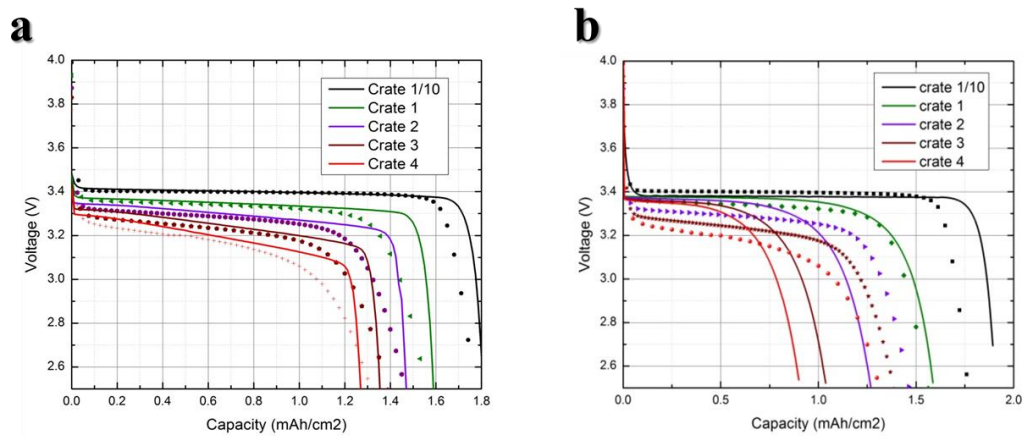 a
4.0
3.8
3.6
3.4
3.2
3.0
2.8
2.6
Voltage (V)
Crate 1/10
Crate 1
Crate 2
Crate 3
Crate 4
0.0 0.2 0.4 0.6 0.8 1.0 1.2 1.4 1.6 1.8
Capacity (mAh/cm2)
b
4.0
3.8
3.6
3.4
3.2
3.0
2.8
2.6
Voltage (V)
crate 1/10
crate 1
crate 2
crate 3
crate 4
0.0 0.5 1.0 1.5 2.0
Capacity (mAh/cm2)